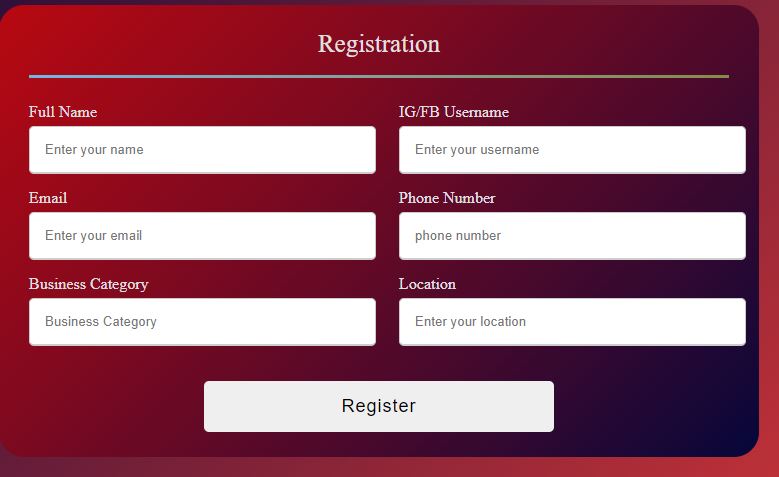 Registration
Full Name
IG/FB Username
Enter your name
Enter your username
Email
Phone Number
Enter your email
phone number
Business Category
Location
Business Category
Enter your location
Register